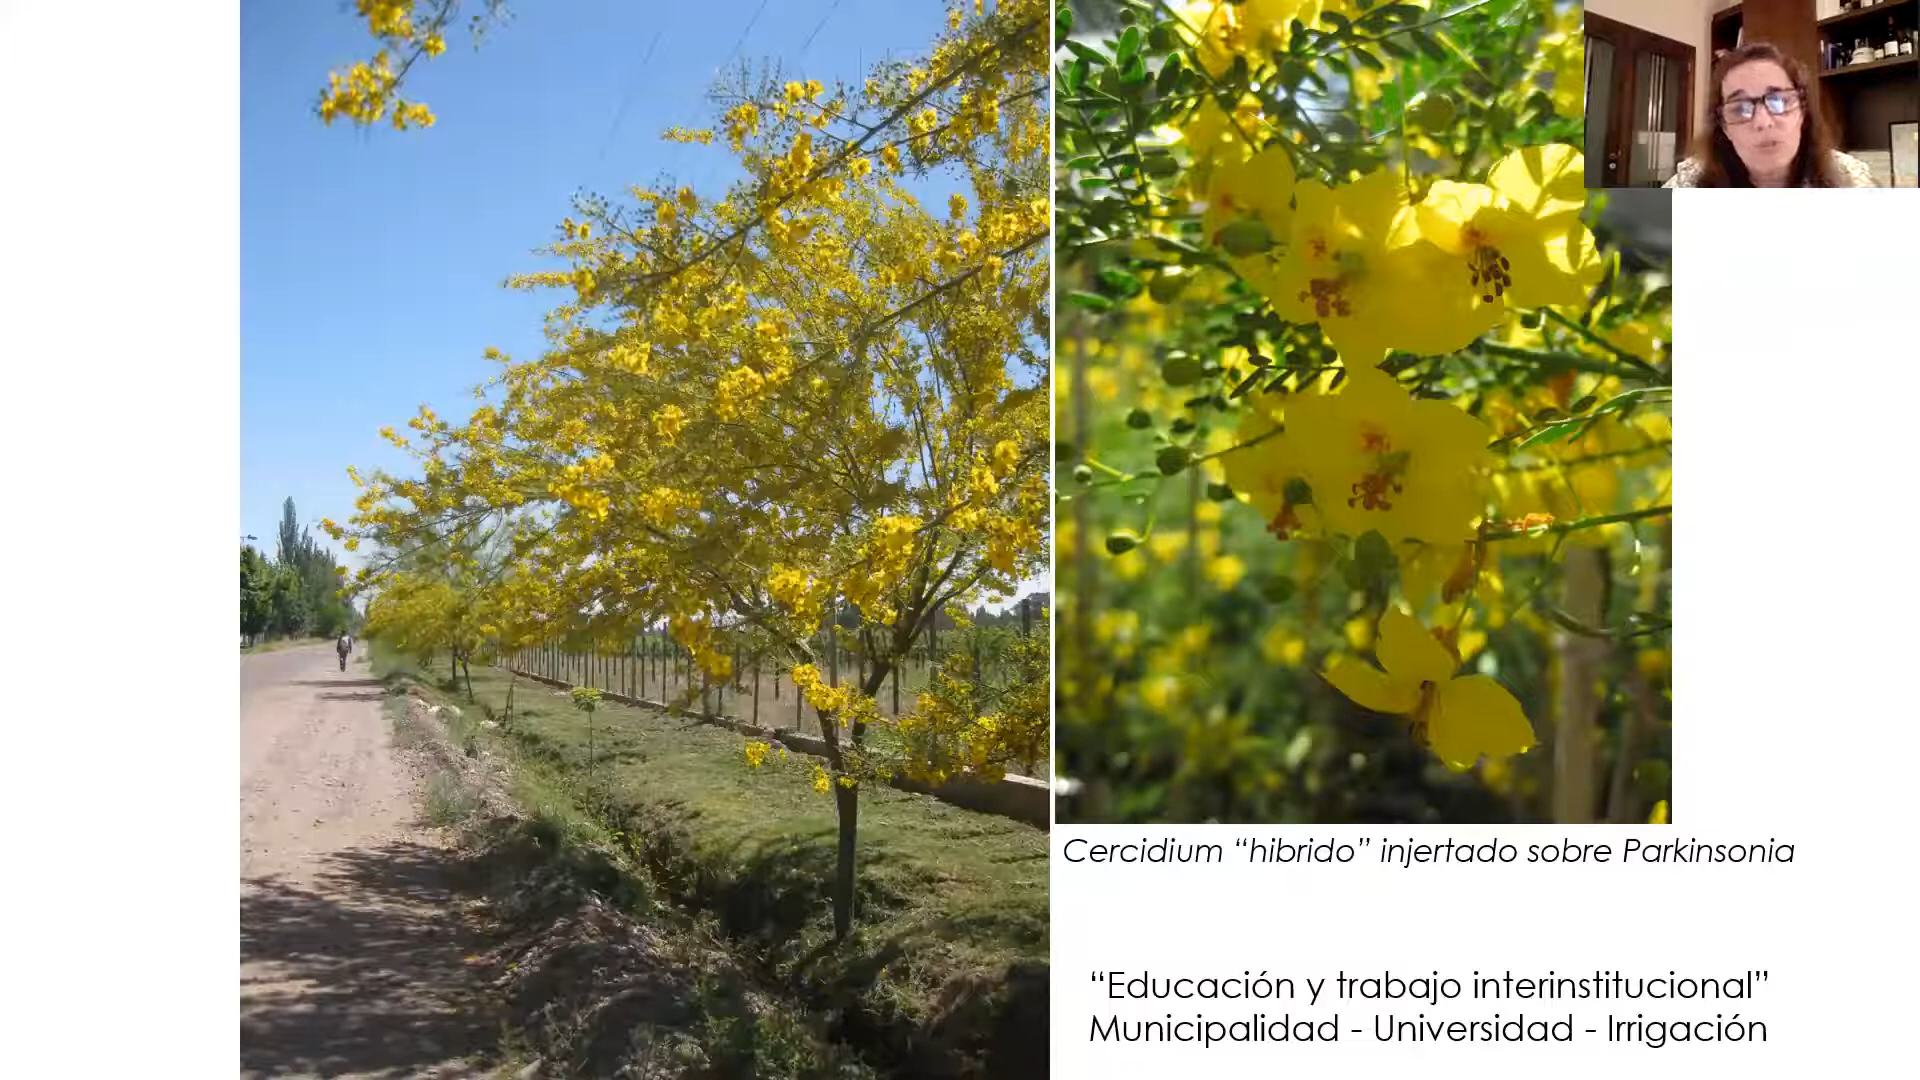 Cercidium “hibrido” injertado sobre Parkinsonia
“Educación y trabajo interinstitucional”
Municipalidad - Universidad - Irrigación